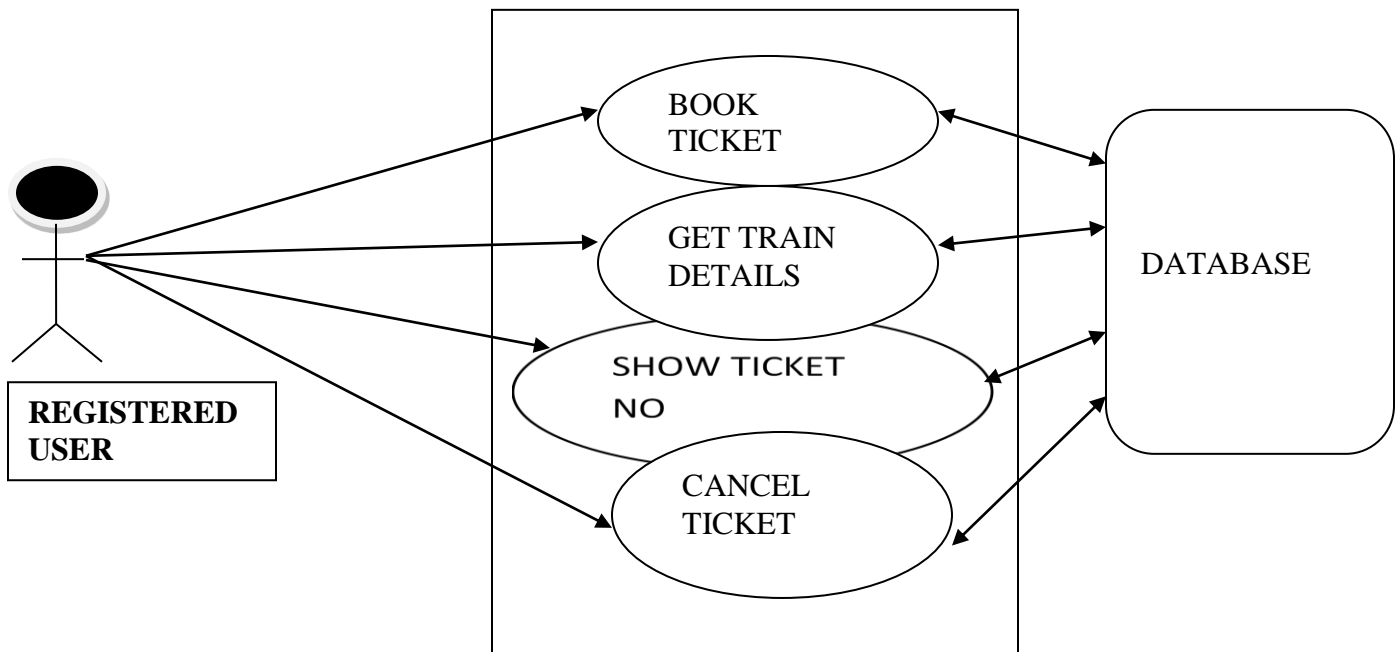 BOOK
TICKET
GET TRAIN
DETAILS
DATABASE
SHOW TICKET
NO
REGISTERED
USER
CANCEL
TICKET